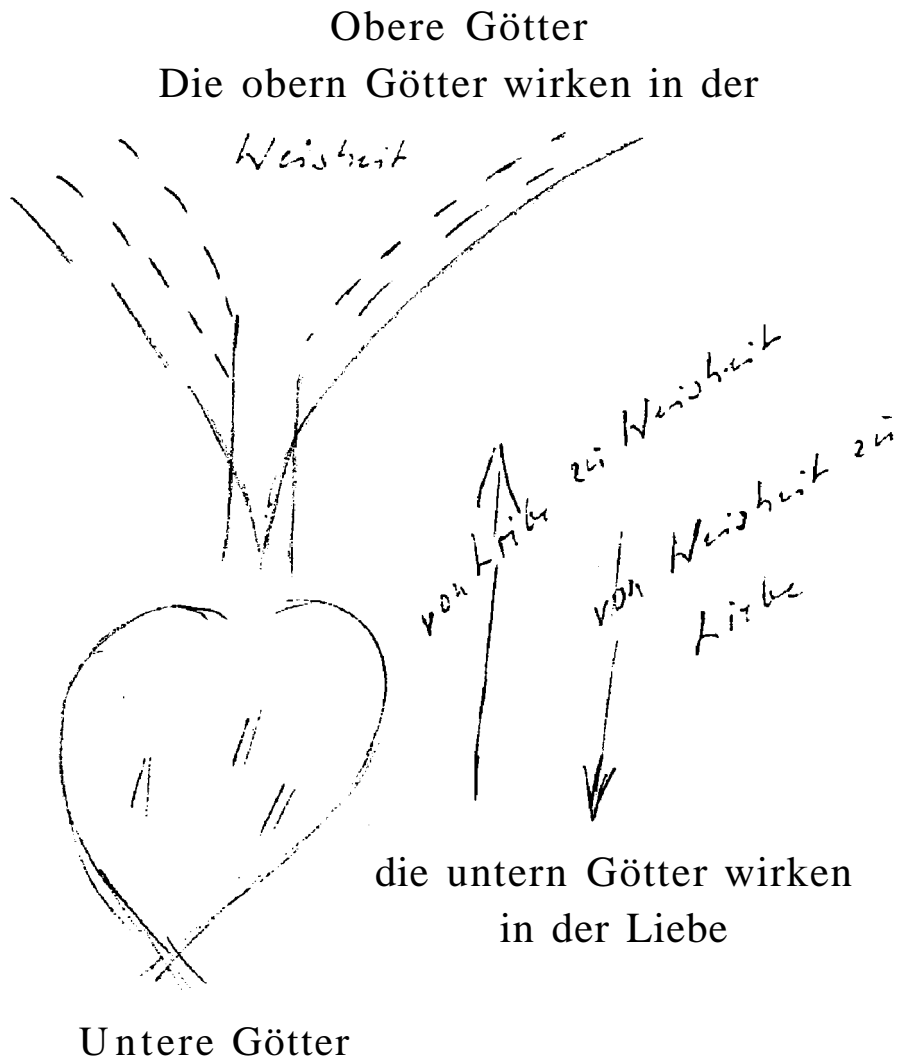 Obere Götter
Die obern Götter wirken in der
Weisheit
von Liebe zu Weisheit
von Weisheit zu
Liebe
die untern Götter wirken
in der Liebe
Untere Götter